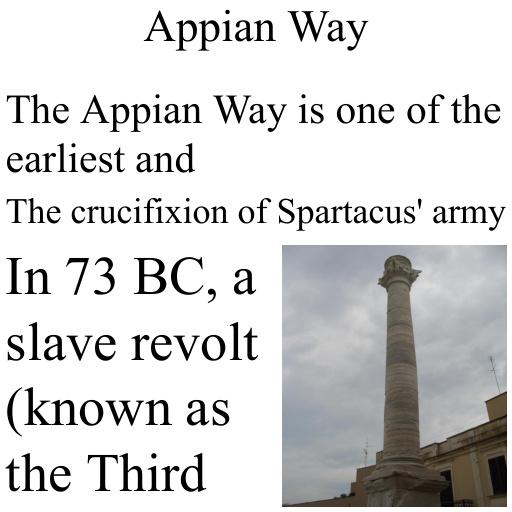 Appian Way
The Appian Way is one of the
earliest and
The crucifixion of Spartacus' army
In 73 BC, a
slave revolt
(known as
the Third